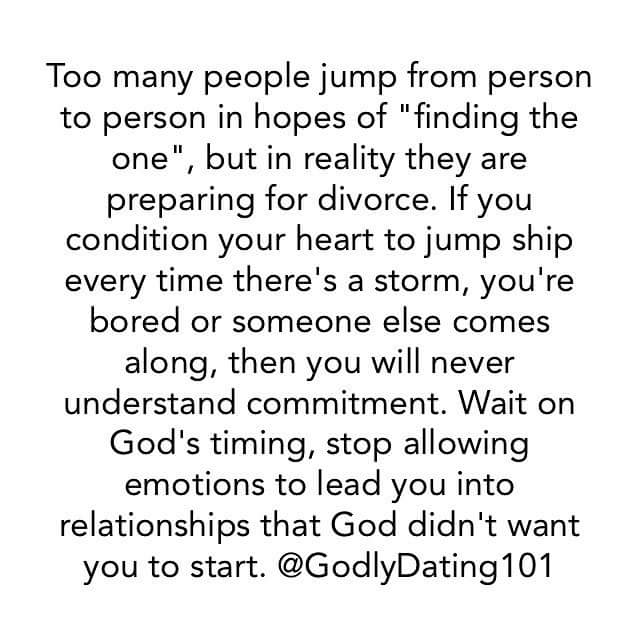 Too many people jump from person
to person in hopes of "finding the
one", but in reality they are
preparing for divorce. If you
condition your heart to jump ship
every time there's a storm, you're
bored or someone else comes
along, then you will never
understand commitment. Wait on
God's timing, stop allowing
emotions to lead you into
relationships that God didn't want
you to start. @GodlyDating101